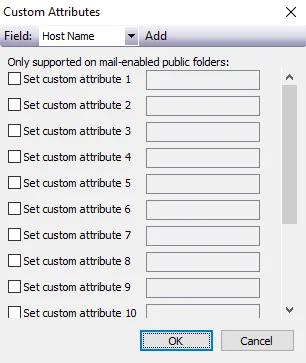 Custom Attributes
Field: Host Name Add
Only supported on mail-enabled public folders:
Set custom attribute 1
Set custom attribute 2
Set custom attribute 3
Set custom attribute 4
Set custom attribute 5
Set custom attribute 6
Set custom attribute 7
Set custom attribute 8
Set custom attribute 9
Set custom attribute 10
OK Cancel